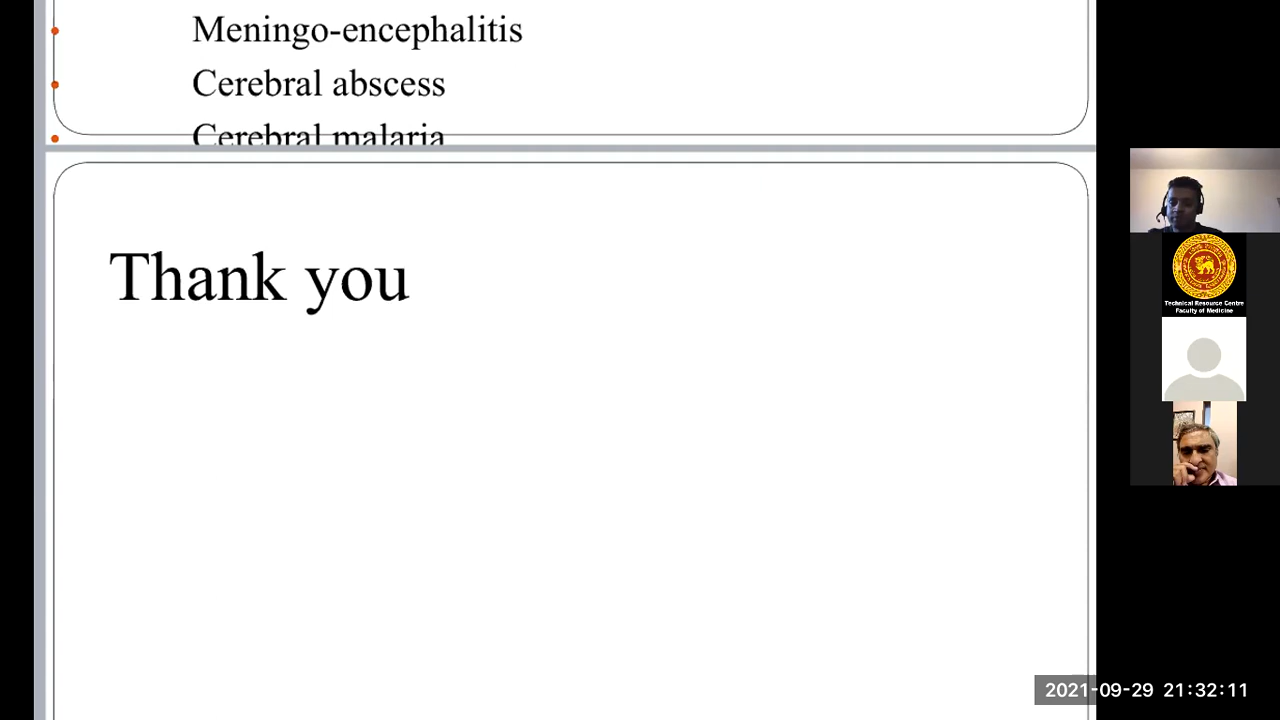 Meningo-encephalitis
Cerebral abscess
Cerebral malaria
Thank you
Technical Resource Centre
Faculty of Medicine
2021-09-29 21:32:11